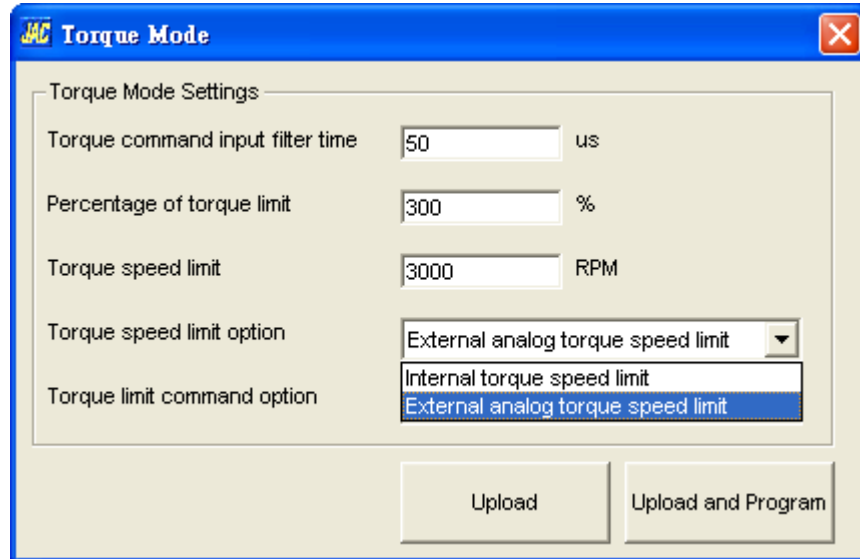 JAC Torque Mode
Torque Mode Settings
Torque command input filter time 50 us
Percentage of torque limit 300 %
Torque speed limit 3000 RPM
Torque speed limit option External analog torque speed limit
Internal torque speed limit
Torque limit command option External analog torque speed limit
Upload Upload and Program